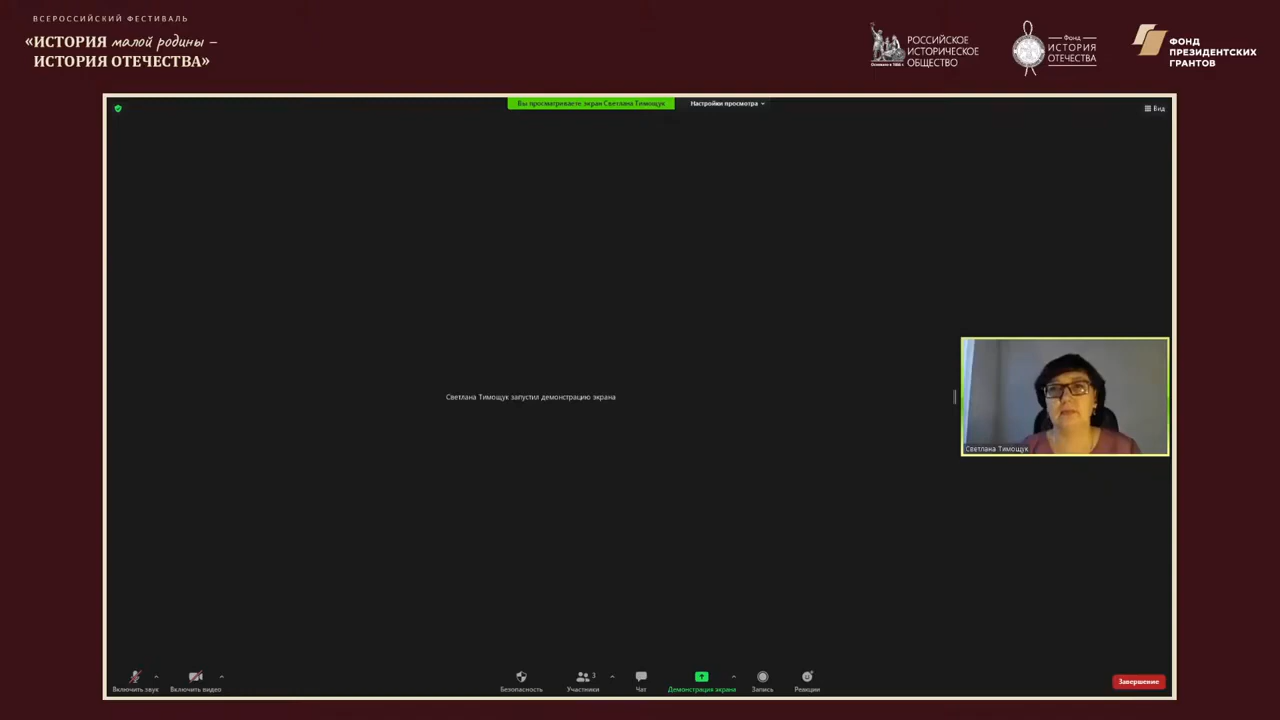 ВСЕРОССИЙСКИЙ ФЕСТИВАЛЬ
«ИСТОРИЯ малой родины –
ИСТОРИЯ ОТЕЧЕСТВА»
РОССИЙСКОЕ
ИСТОРИЧЕСКОЕ
ОБЩЕСТВО
Фонд
ИСТОРИЯ
ОТЕЧЕСТВА
ФОНД
ПРЕЗИДЕНТСКИХ
ГРАНТОВ
Вы просматриваете экран Светлана Тимощук
Настройки просмотра
Вид
Светлана Тимощук запустил демонстрацию экрана
Светлана Тимощук
Включить звук
Включить видео
Безопасность
3
Участники
Чат
Демонстрация экрана
Запись
Реакции
Завершение